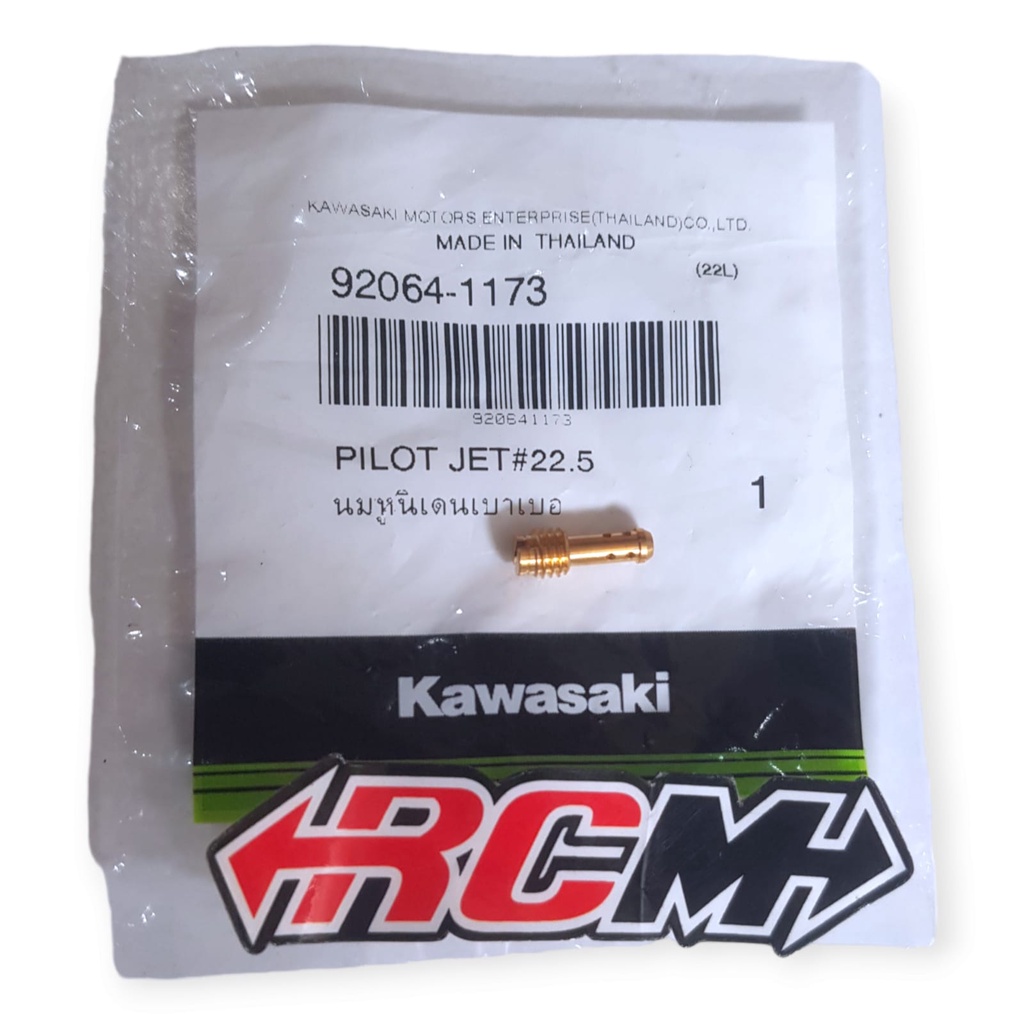 KAWASAKI MOTORS ENTERPRISE(THAILAND)CO.,LTD.
MADE IN THAILAND
92064-1173
(22L)
920641173
PILOT JET#22.5
นมหูนิเดนเบาเบอ
1
Kawasaki
RCM